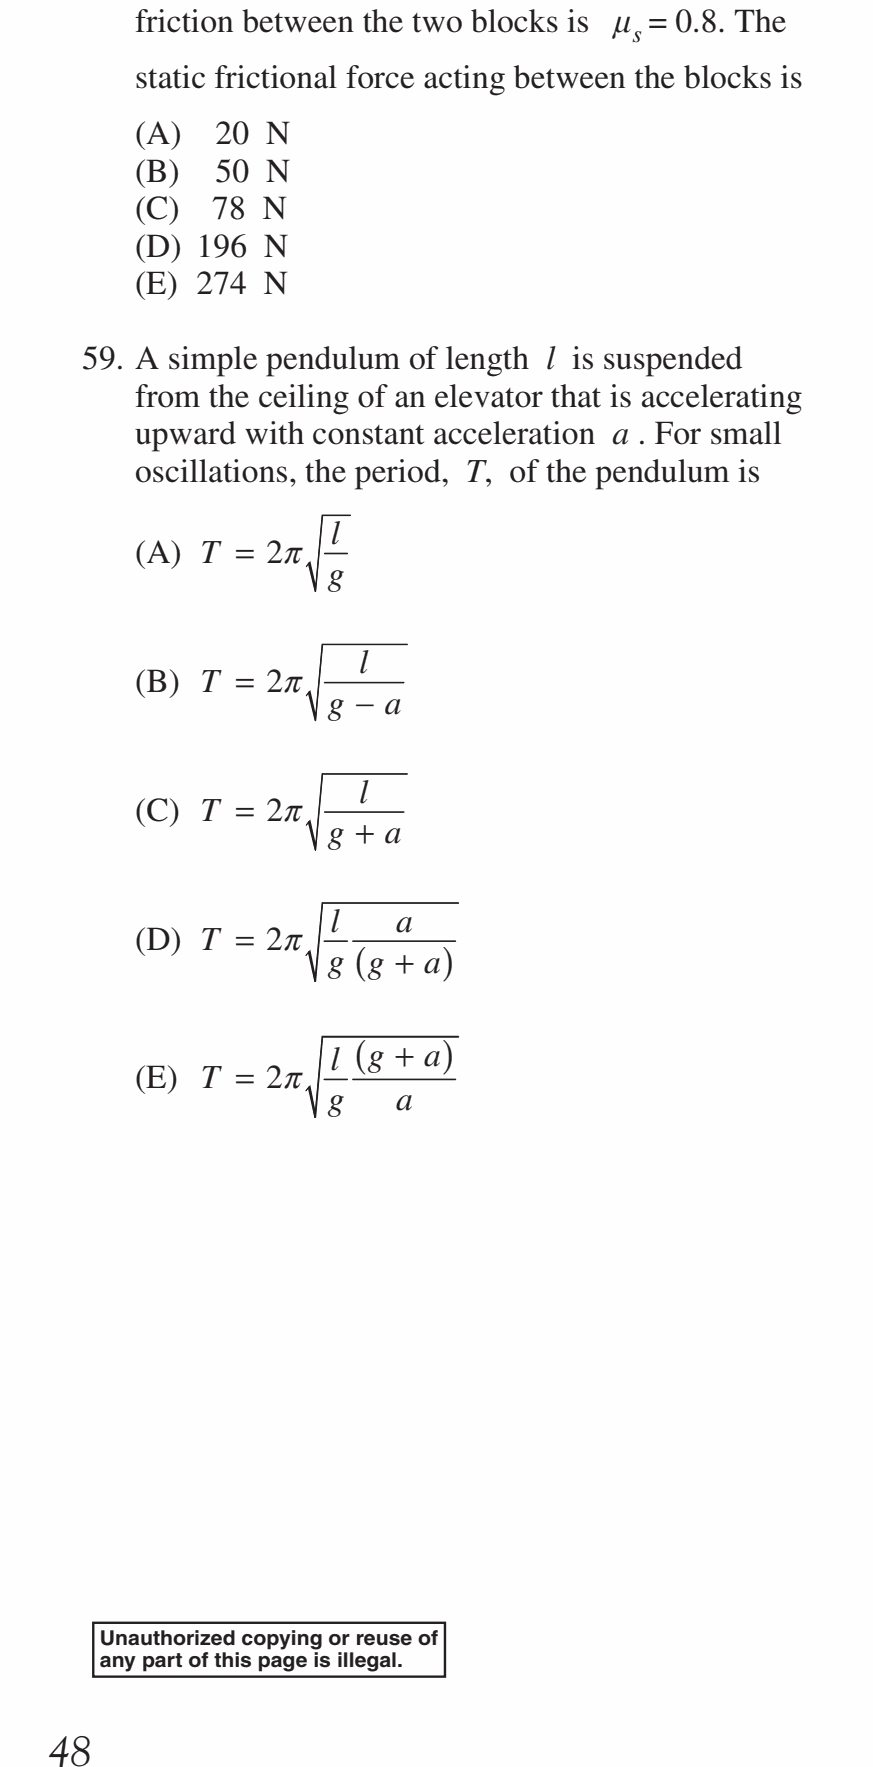 friction between the two blocks is μₛ = 0.8. The
static frictional force acting between the blocks is
(A) 20 N
(B) 50 N
(C) 78 N
(D) 196 N
(E) 274 N
59. A simple pendulum of length l is suspended
from the ceiling of an elevator that is accelerating
upward with constant acceleration a . For small
oscillations, the period, T, of the pendulum is
(A) T = 2π√(l/g)
(B) T = 2π√(l/(g − a))
(C) T = 2π√(l/(g + a))
(D) T = 2π√((l/g) (a/(g + a)))
(E) T = 2π√((l/g) ((g + a)/a))
Unauthorized copying or reuse of
any part of this page is illegal.
48